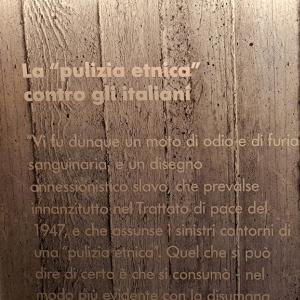 La "pulizia etnica"
contro gli italiani
"Vi fu dunque un moto di odio e di furia
sanguinaria, e un disegno
annessionistico slavo, che prevalse
innanzitutto nel Trattato di pace del
1947, e che assunse i sinistri contorni di
una "pulizia etnica". Quel che si può
dire di certo è che si consumò - nel
modo più evidente con la disumana